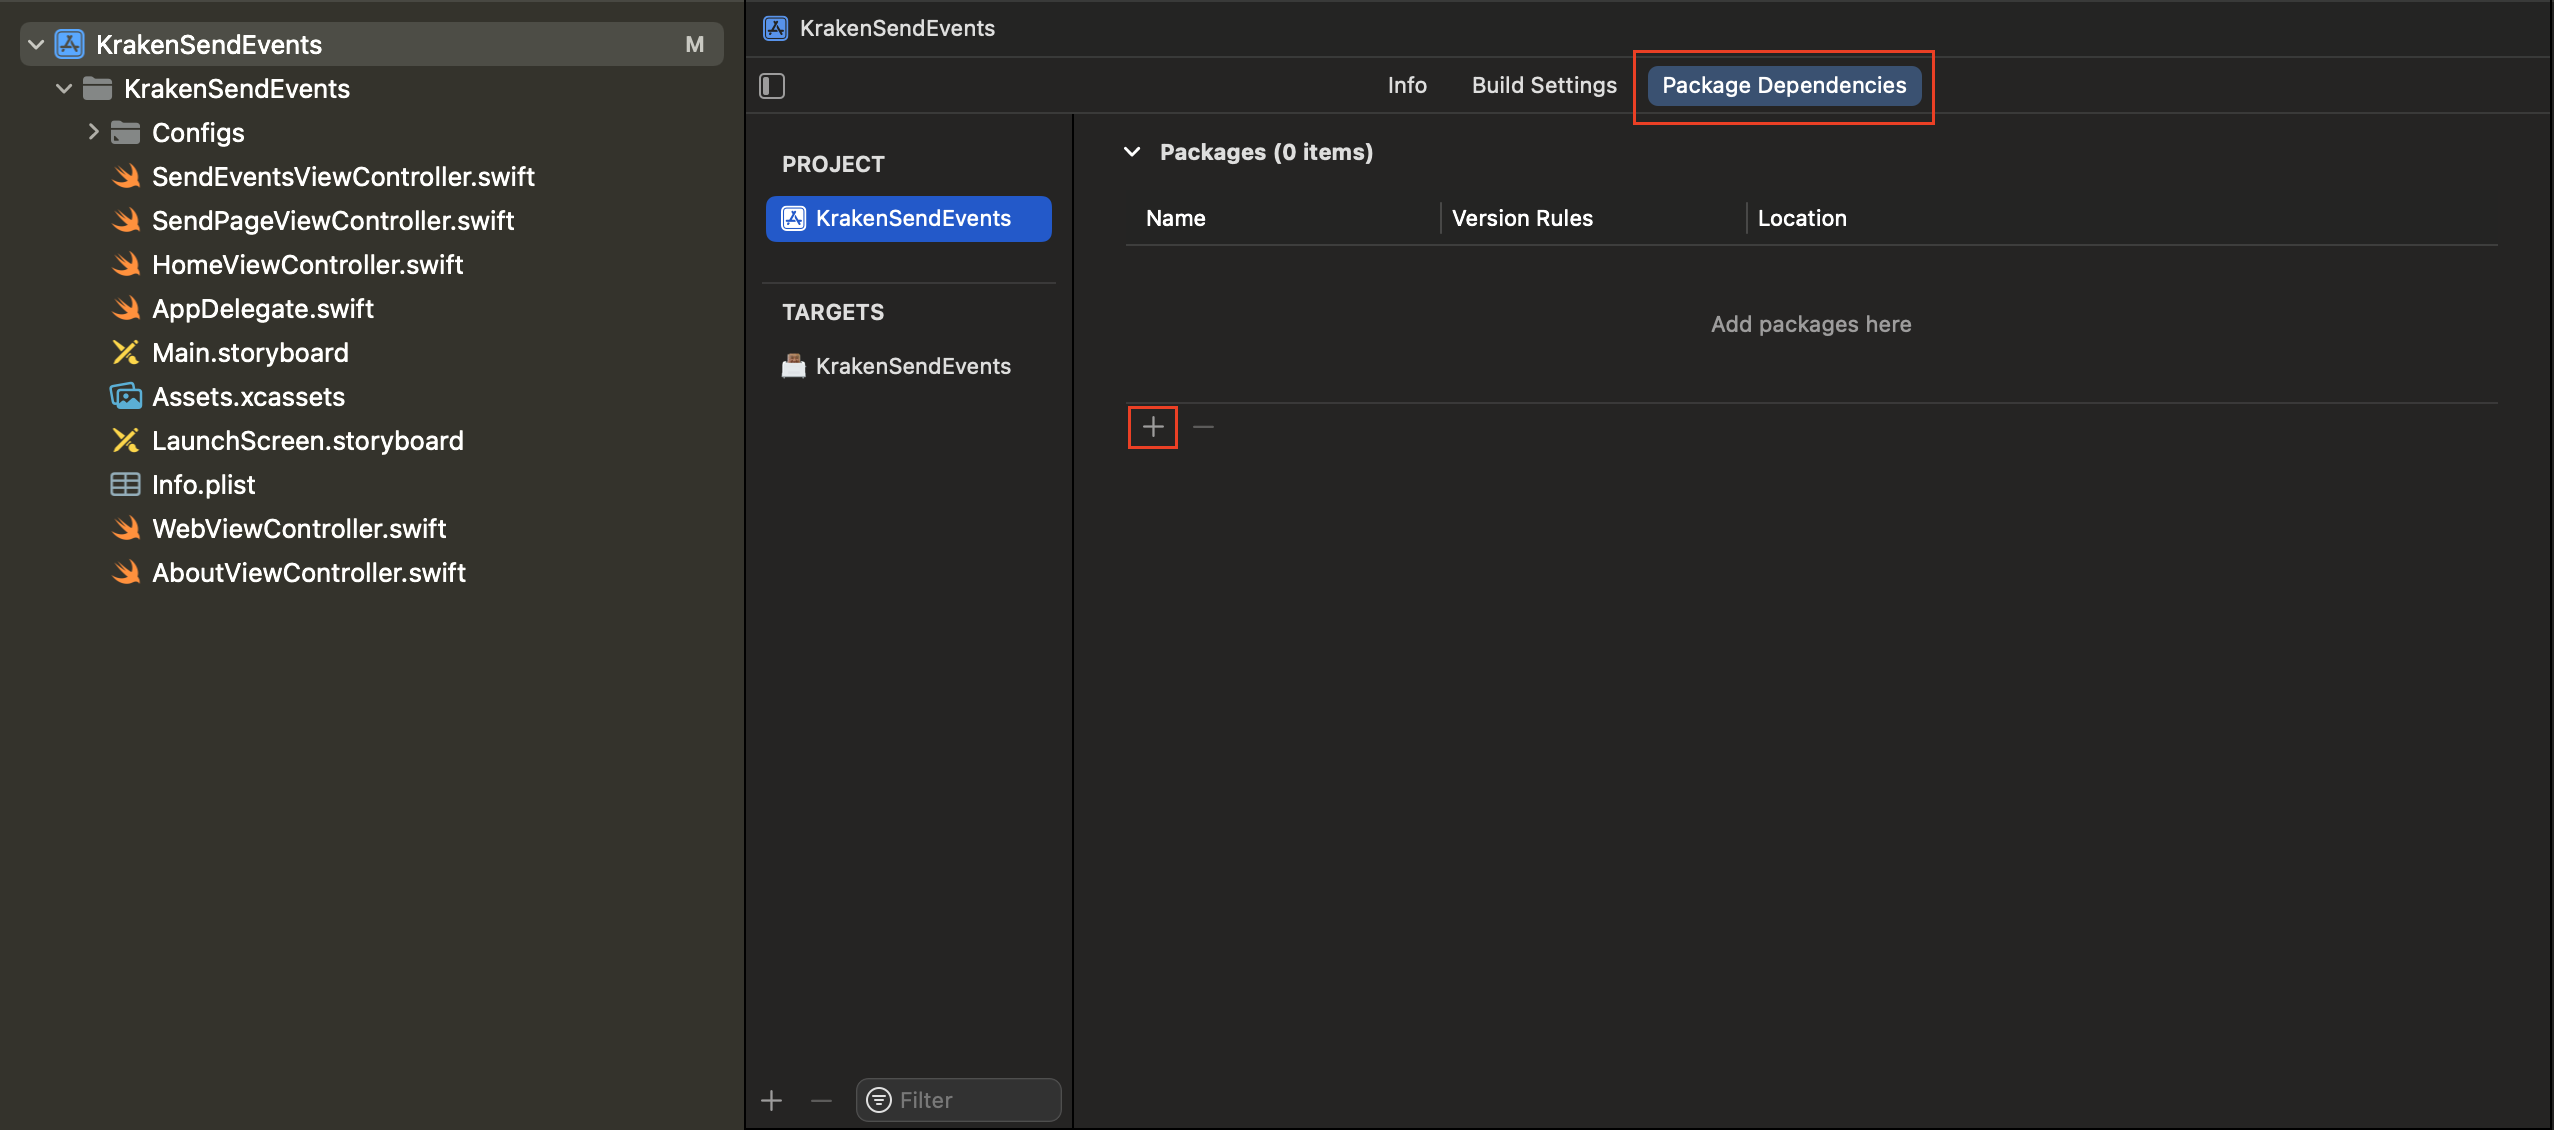 KrakenSendEvents M
KrakenSendEvents
Configs
SendEventsViewController.swift
SendPageViewController.swift
HomeViewController.swift
AppDelegate.swift
Main.storyboard
Assets.xcassets
LaunchScreen.storyboard
Info.plist
WebViewController.swift
AboutViewController.swift
KrakenSendEvents
Info Build Settings Package Dependencies
PROJECT
KrakenSendEvents
TARGETS
KrakenSendEvents
Filter
Packages (0 items)
Name Version Rules Location
Add packages here